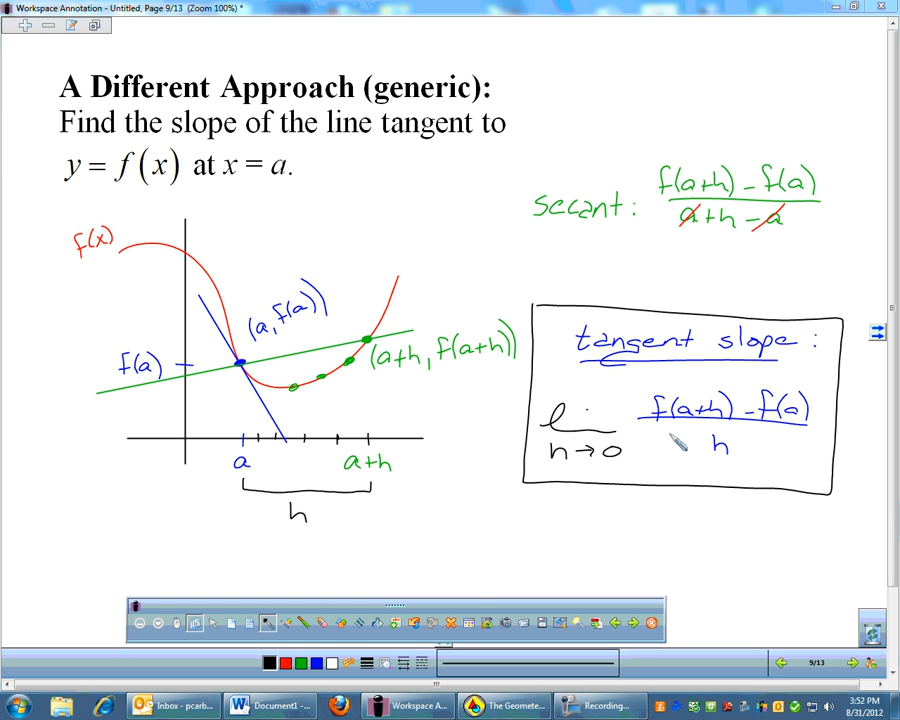 Workspace Annotation - Untitled, Page 9/13 (Zoom 100%) *
A Different Approach (generic):
Find the slope of the line tangent to
y = f(x) at x = a.
secant: f(a+h) - f(a)
a+h - a
f(x)
(a, f(a))
f(a)
(a+h, f(a+h))
a
a+h
h
tangent slope:
f(a+h) - f(a)
h → 0
h
9/13
Inbox - pcarb...
Document1 -...
Workspace A...
The Geomete...
Recording...
3:52 PM
8/31/2012